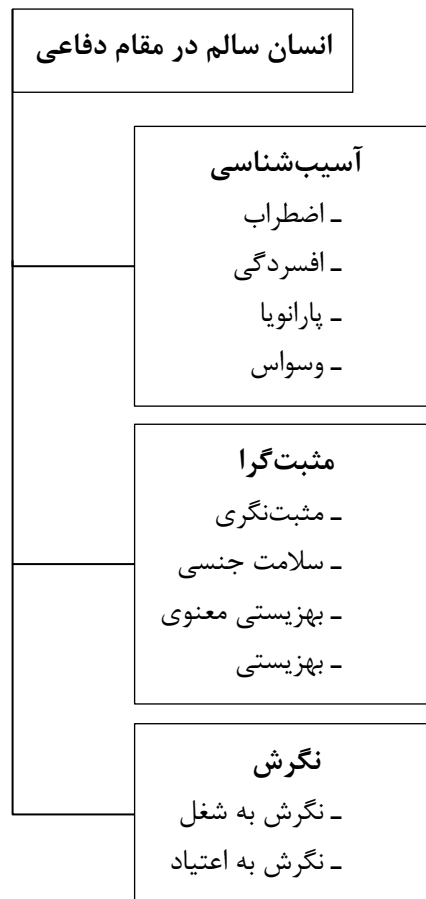 انسان سالم در مقام دفاعی
آسیب‌شناسی
ـ اضطراب
ـ افسردگی
ـ پارانویا
ـ وسواس
مثبت‌گرا
ـ مثبت‌نگری
ـ سلامت جنسی
ـ بهزیستی معنوی
ـ بهزیستی
نگرش
ـ نگرش به شغل
ـ نگرش به اعتیاد